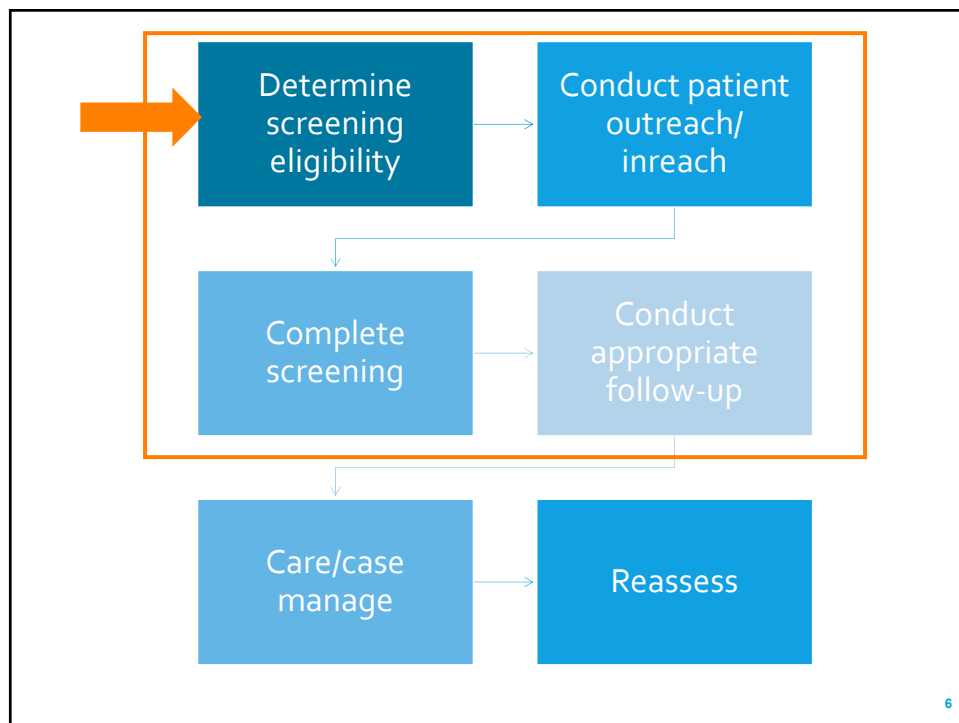 Determine
screening
eligibility
Conduct patient
outreach/
inreach
Complete
screening
Conduct
appropriate
follow-up
Care/case
manage
Reassess
6